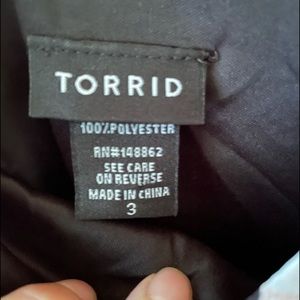 TORRID
100%POLYESTER
RN#148862
SEE CARE
ON REVERSE
MADE IN CHINA
3